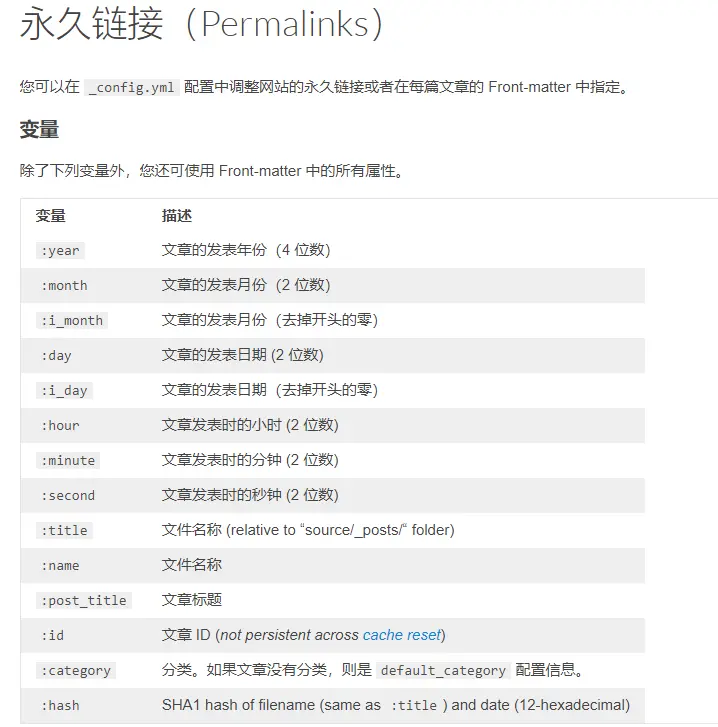 永久链接（Permalinks）
您可以在 _config.yml 配置中调整网站的永久链接或者在每篇文章的 Front-matter 中指定。
变量
除了下列变量外，您还可使用 Front-matter 中的所有属性。
变量 描述
:year 文章的发表年份（4 位数）
:month 文章的发表月份（2 位数）
:i_month 文章的发表月份（去掉开头的零）
:day 文章的发表日期 (2 位数)
:i_day 文章的发表日期（去掉开头的零）
:hour 文章发表时的小时 (2 位数)
:minute 文章发表时的分钟 (2 位数)
:second 文章发表时的秒钟 (2 位数)
:title 文件名称 (relative to “source/_posts/“ folder)
:name 文件名称
:post_title 文章标题
:id 文章 ID (not persistent across cache reset)
:category 分类。如果文章没有分类，则是 default_category 配置信息。
:hash SHA1 hash of filename (same as :title ) and date (12-hexadecimal)